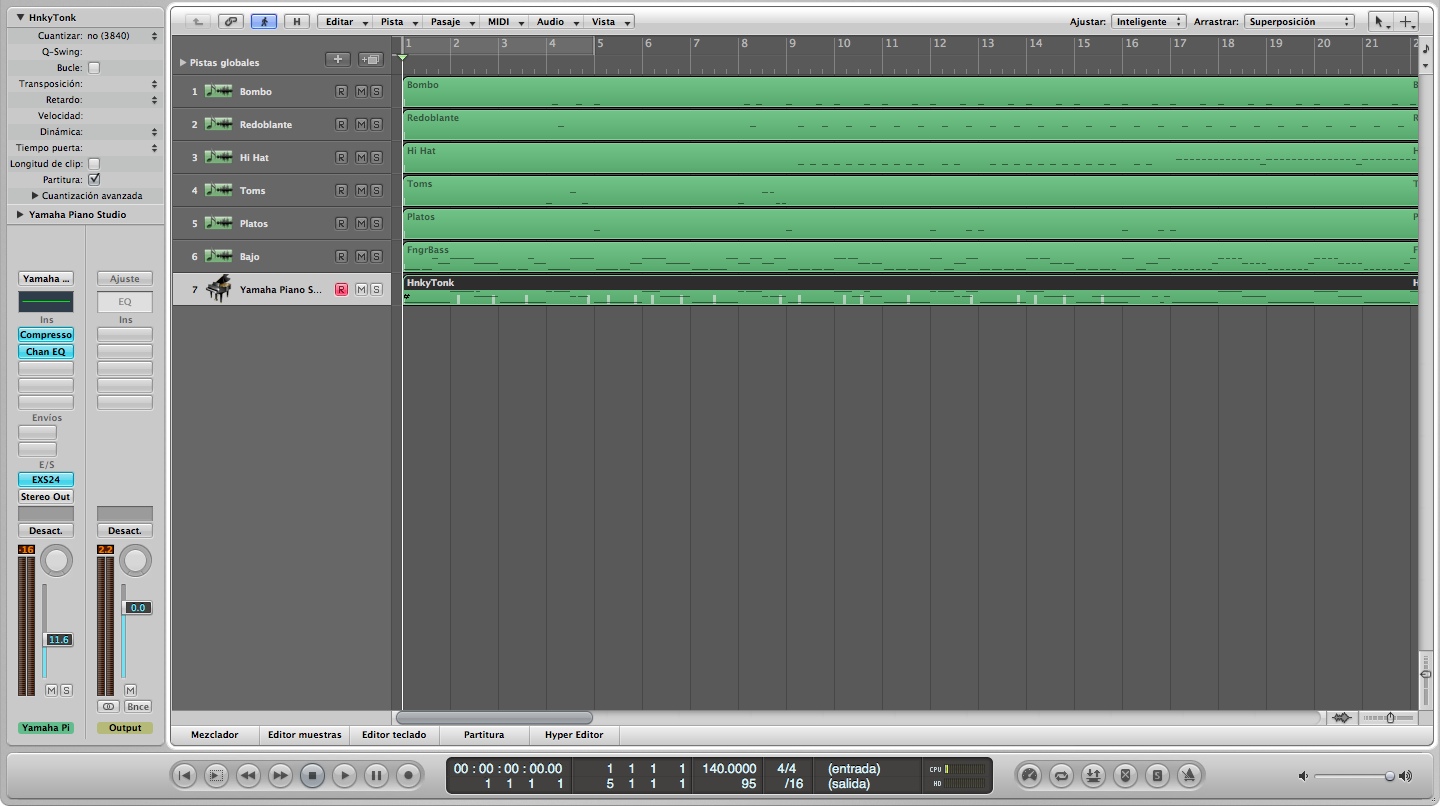 HnkyTonk
Cuantizar: no (3840)
Q-Swing:
Bucle:
Transposición:
Retardo:
Velocidad:
Dinámica:
Tiempo puerta:
Longitud de clip:
Partitura:
Cuantización avanzada
Yamaha Piano Studio
Yamaha ...
Ajuste
EQ
Ins
Ins
Compresso
Chan EQ
Envíos
E/S
EXS24
Stereo Out
Desact.
Desact.
-16
2.2
0.0
11.6
M S
M
Bnce
Yamaha Pi
Output
H
Editar
Pista
Pasaje
MIDI
Audio
Vista
Ajustar: Inteligente
Arrastrar: Superposición
1 2 3 4 5 6 7 8 9 10 11 12 13 14 15 16 17 18 19 20 21 2
Pistas globales
1 Bombo R M S
2 Redoblante R M S
3 Hi Hat R M S
4 Toms R M S
5 Platos R M S
6 Bajo R M S
7 Yamaha Piano S... R M S
Bombo B
Redoblante R
Hi Hat H
Toms T
Platos P
FngrBass F
HnkyTonk H
Mezclador
Editor muestras
Editor teclado
Partitura
Hyper Editor
00 : 00 : 00 : 00.00 1 1 1 1 140.0000 4/4 (entrada) CPU
1 1 1 1 5 1 1 1 95 /16 (salida) HD
S